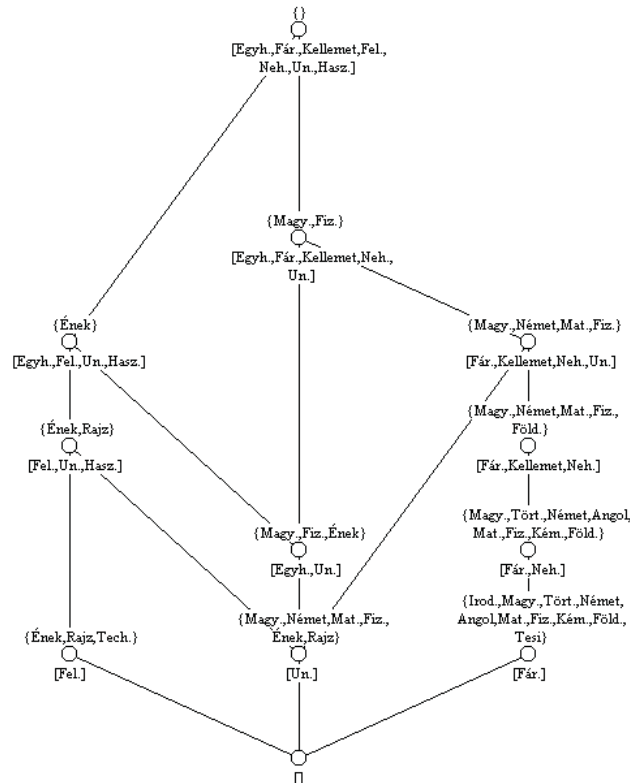 {}
[Egyh.,Fár.,Kellemet,Fel.,
Neh.,Un.,Hasz.]
{Magy.,Fiz.}
[Egyh.,Fár.,Kellemet,Neh.,
Un.]
{Ének}
[Egyh.,Fel.,Un.,Hasz.]
{Magy.,Német,Mat.,Fiz.}
[Fár.,Kellemet,Neh.,Un.]
{Ének,Rajz}
[Fel.,Un.,Hasz.]
{Magy.,Német,Mat.,Fiz.,
Föld.}
[Fár.,Kellemet,Neh.]
{Magy.,Fiz.,Ének}
[Egyh.,Un.]
{Magy.,Tört.,Német,Angol,
Mat.,Fiz.,Kém.,Föld.}
[Fár.,Neh.]
{Ének,Rajz,Tech.}
[Fel.]
{Magy.,Német,Mat.,Fiz.,
Ének,Rajz}
[Un.]
{Irod.,Magy.,Tört.,Német,
Angol,Mat.,Fiz.,Kém.,Föld.,
Tesi}
[Fár.]
[]